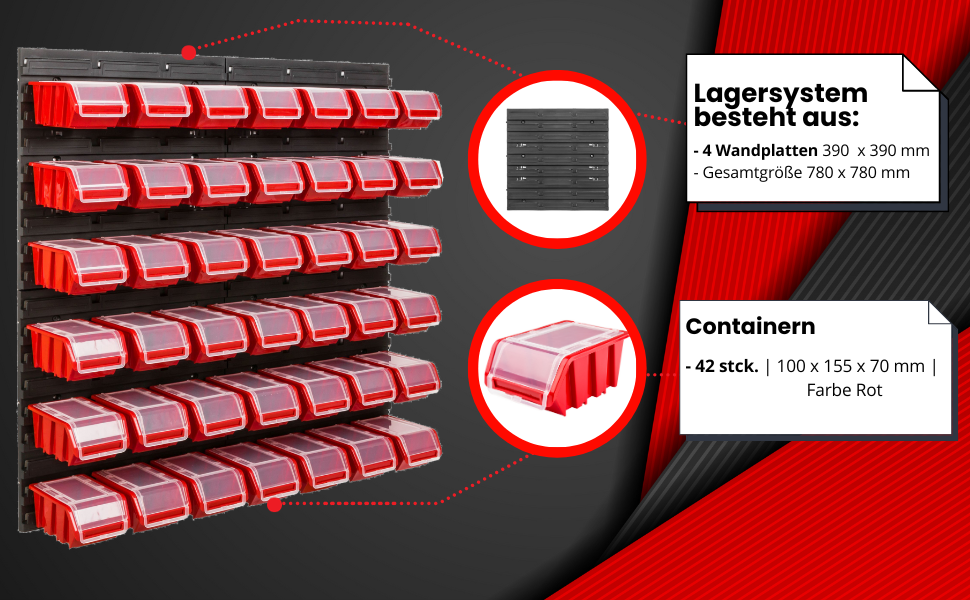 Lagersystem
besteht aus:
- 4 Wandplatten 390 x 390 mm
- Gesamtgröße 780 x 780 mm
Containern
- 42 stck. | 100 x 155 x 70 mm |
Farbe Rot